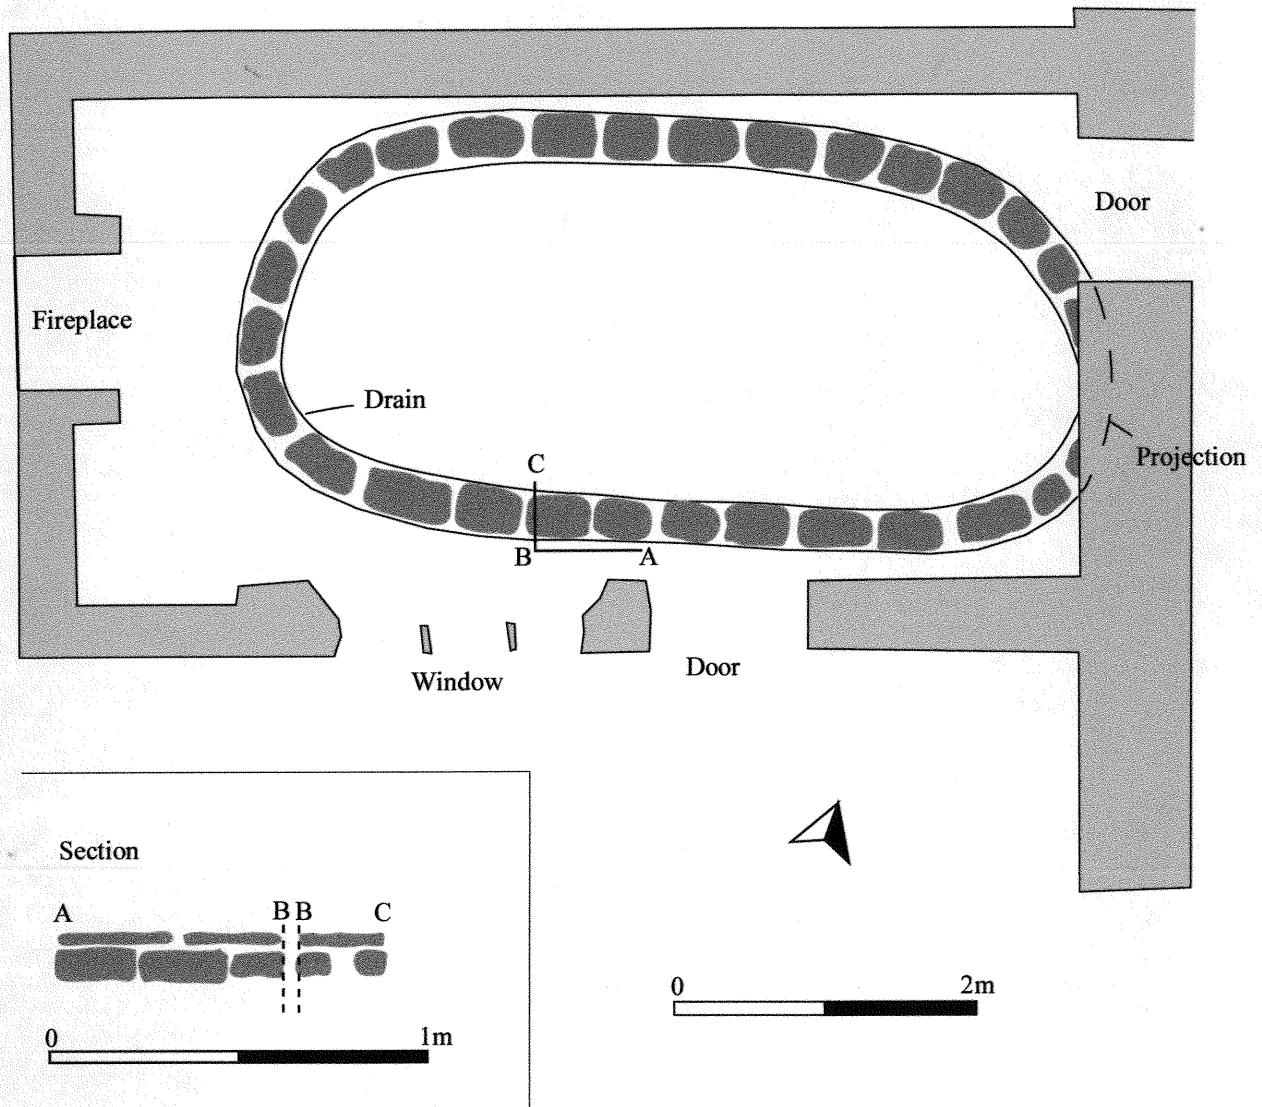 Door
Fireplace
Drain
Projection
C
B A
Window
Door
Section
A B B C
0 1m
0 2m